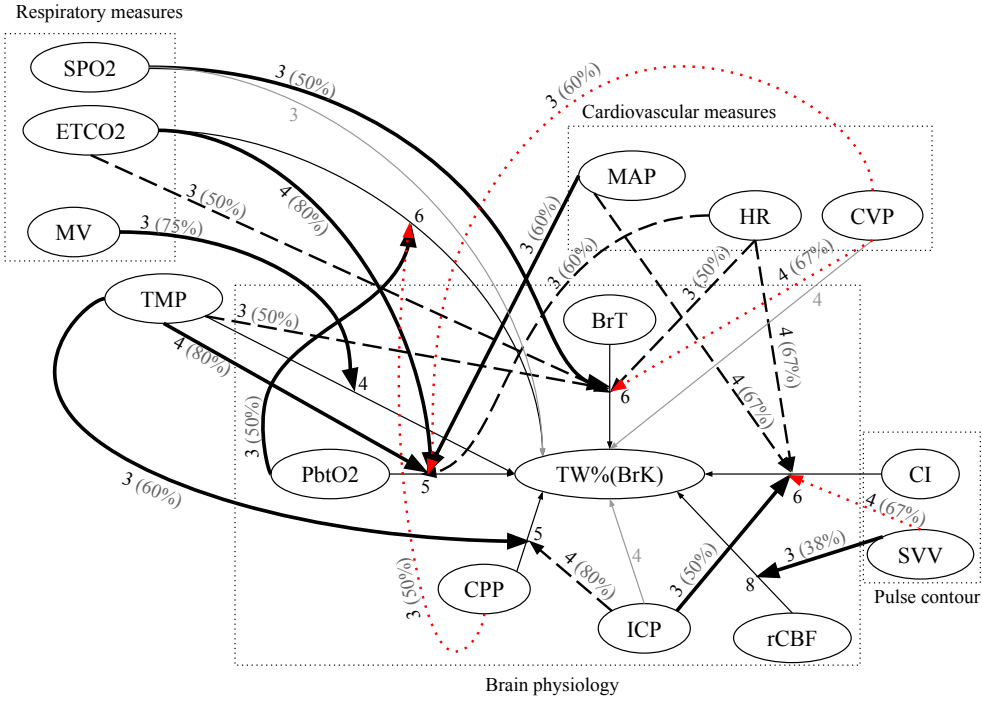 Respiratory measures
SPO2
3 (50%)
3
3 (60%)
Cardiovascular measures
ETCO2
MAP
HR
CVP
3 (50%)
4 (80%)
MV
3 (75%)
6
3 (60%)
3 (60%)
3 (50%)
4 (67%)
TMP
3 (50%)
BrT
4
4 (80%)
4 (67%)
4
6
4 (67%)
3 (50%)
PbtO2
5
TW%(BrK)
6
CI
3 (60%)
4 (67%)
5
SVV
4
4 (80%)
3 (50%)
3 (38%)
8
CPP
3 (50%)
ICP
rCBF
Pulse contour
Brain physiology